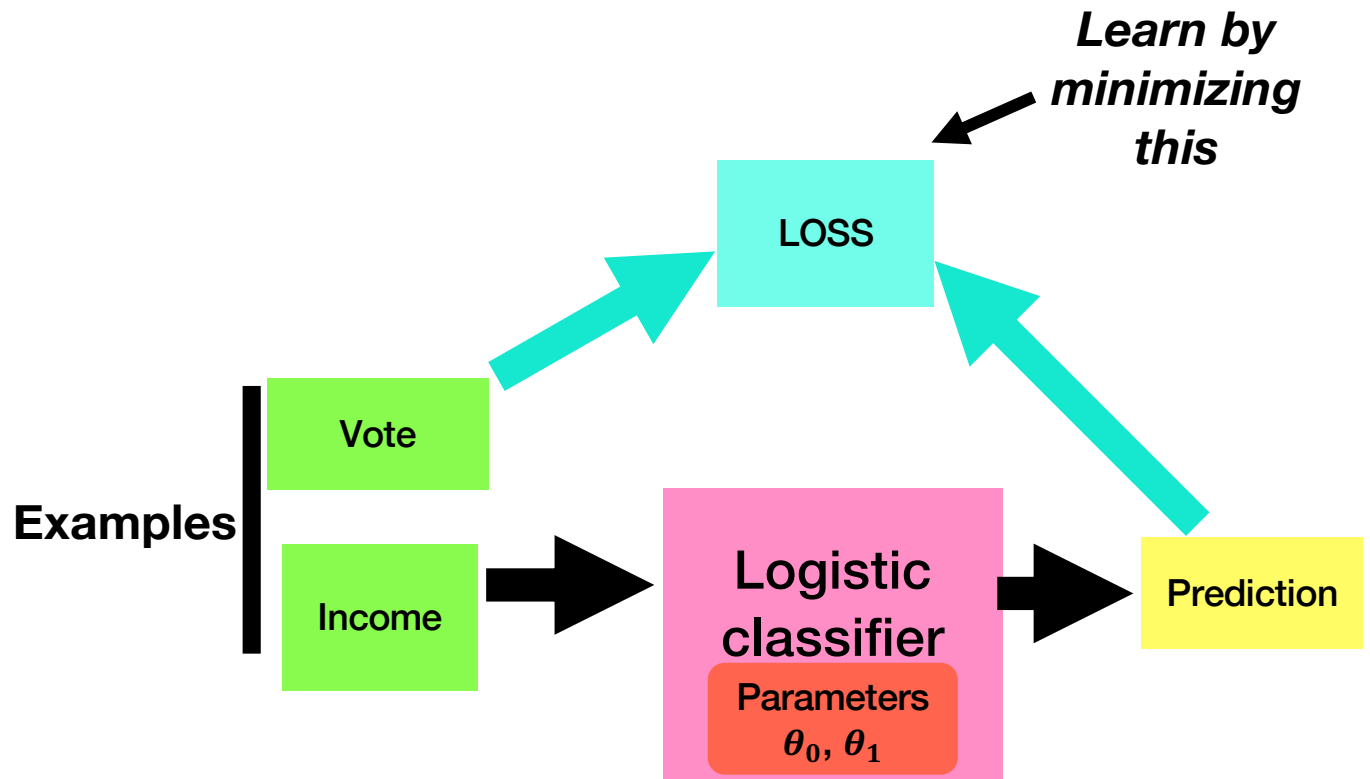 Learn by
minimizing
this
LOSS
Vote
Examples
Income
Logistic
classifier
Parameters
θ₀, θ₁
Prediction